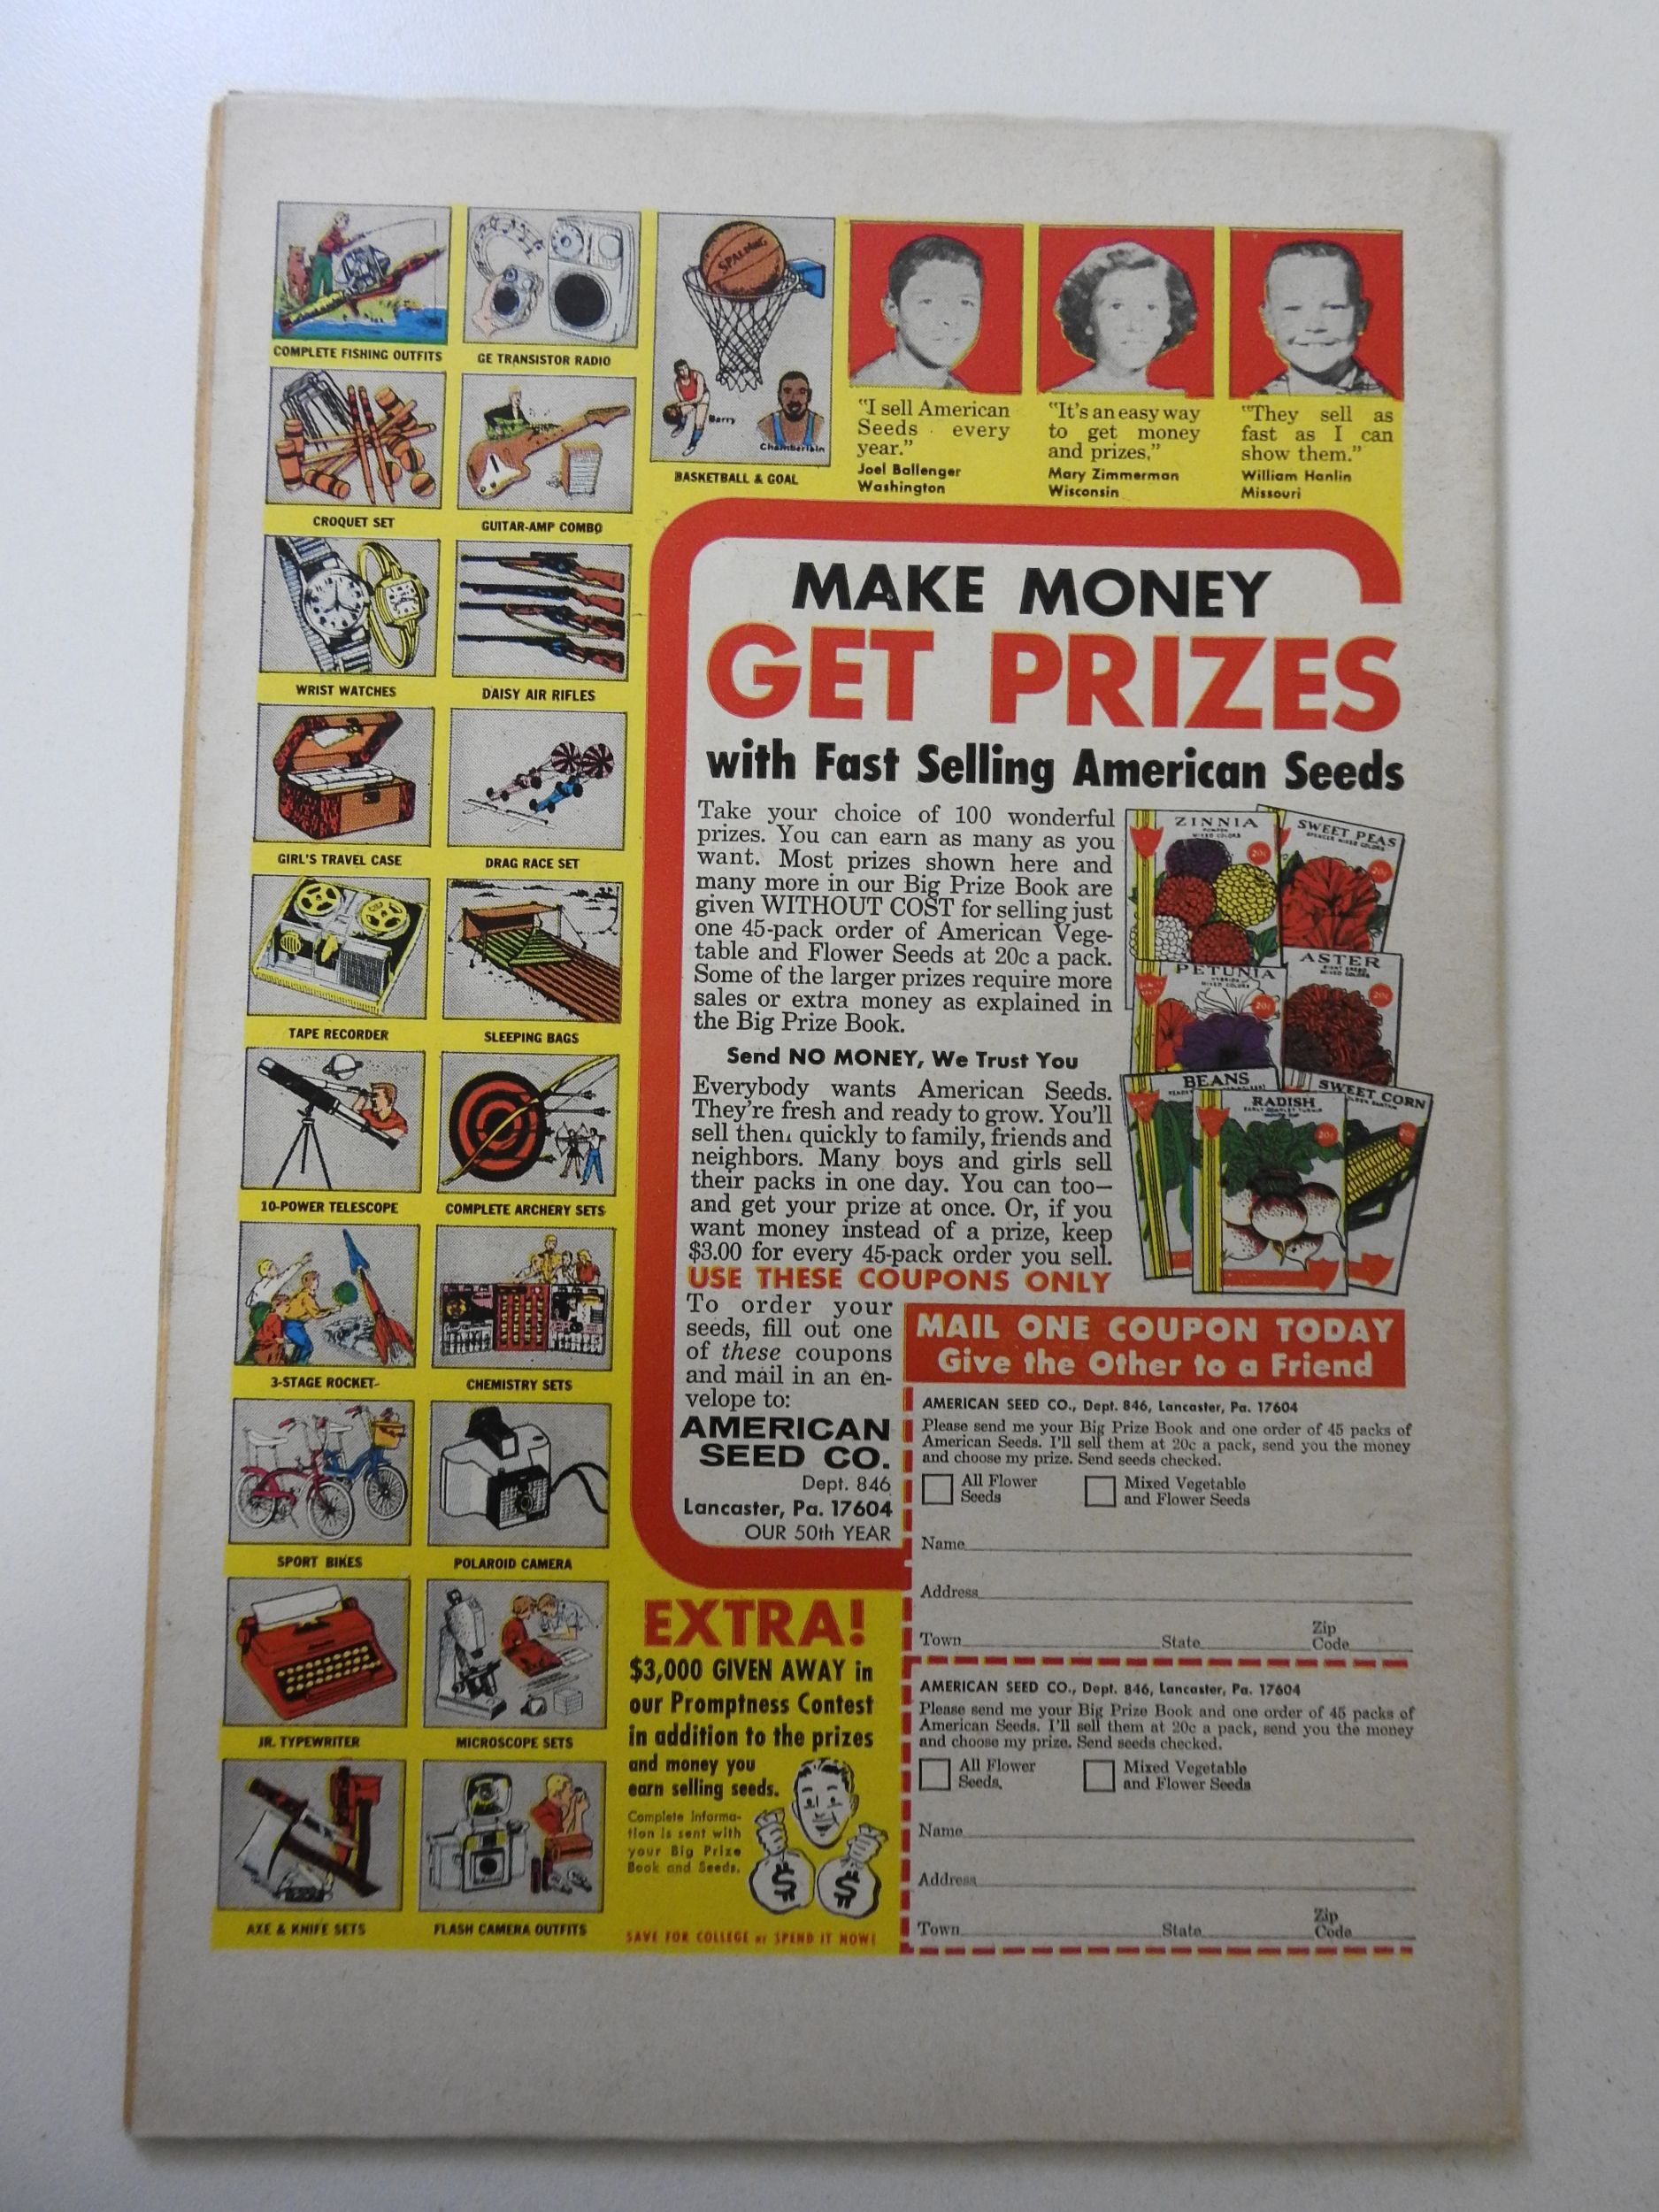 COMPLETE FISHING OUTFITS
GE TRANSISTOR RADIO
SPALDING
Barry
Chamberlain
BASKETBALL & GOAL
CROQUET SET
GUITAR-AMP COMBO
WRIST WATCHES
DAISY AIR RIFLES
GIRL'S TRAVEL CASE
DRAG RACE SET
TAPE RECORDER
SLEEPING BAGS
10-POWER TELESCOPE
COMPLETE ARCHERY SETS
3-STAGE ROCKET
CHEMISTRY SETS
SPORT BIKES
POLAROID CAMERA
JR. TYPEWRITER
MICROSCOPE SETS
AXE & KNIFE SETS
FLASH CAMERA OUTFITS
"I sell American
Seeds every
year."
Joel Ballenger
Washington
"It's an easy way
to get money
and prizes,"
Mary Zimmerman
Wisconsin
"They sell as
fast as I can
show them."
William Hanlin
Missouri
MAKE MONEY
GET PRIZES
with Fast Selling American Seeds
Take your choice of 100 wonderful
prizes. You can earn as many as you
want. Most prizes shown here and
many more in our Big Prize Book are
given WITHOUT COST for selling just
one 45-pack order of American Vege-
table and Flower Seeds at 20c a pack.
Some of the larger prizes require more
sales or extra money as explained in
the Big Prize Book.
Send NO MONEY, We Trust You
Everybody wants American Seeds.
They're fresh and ready to grow. You'll
sell them quickly to family, friends and
neighbors. Many boys and girls sell
their packs in one day. You can too—
and get your prize at once. Or, if you
want money instead of a prize, keep
$3.00 for every 45-pack order you sell.
USE THESE COUPONS ONLY
ZINNIA
MIXED COLORS
20¢
SWEET PEAS
SPENCER MIXED COLORS
20¢
PETUNIA
MIXED COLORS
20¢
ASTER
MIXED COLORS
20¢
BEANS
RADISH
20¢
SWEET CORN
20¢
To order your
seeds, fill out one
of these coupons
and mail in an en-
velope to:
AMERICAN
SEED CO.
Dept. 846
Lancaster, Pa. 17604
OUR 50th YEAR
MAIL ONE COUPON TODAY
Give the Other to a Friend
AMERICAN SEED CO., Dept. 846, Lancaster, Pa. 17604
Please send me your Big Prize Book and one order of 45 packs of
American Seeds. I'll sell them at 20c a pack, send you the money
and choose my prize. Send seeds checked.
All Flower
Seeds
Mixed Vegetable
and Flower Seeds
Name
Address
Town State Zip
Code
AMERICAN SEED CO., Dept. 846, Lancaster, Pa. 17604
Please send me your Big Prize Book and one order of 45 packs of
American Seeds. I'll sell them at 20c a pack, send you the money
and choose my prize. Send seeds checked.
All Flower
Seeds,
Mixed Vegetable
and Flower Seeds
Name
Address
Town State Zip
Code
EXTRA!
$3,000 GIVEN AWAY in
our Promptness Contest
in addition to the prizes
and money you
earn selling seeds.
Complete informa-
tion is sent with
your Big Prize
Book and Seeds.
$ $
SAVE FOR COLLEGE or SPEND IT NOW!